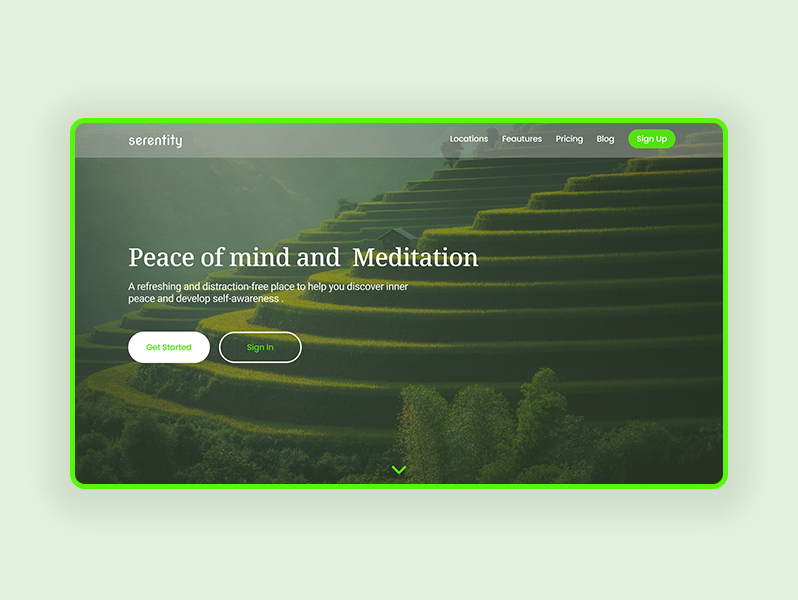 serentity
Locations Feautures Pricing Blog Sign Up
Peace of mind and  Meditation
A refreshing and distraction-free place to help you discover inner
peace and develop self-awareness .
Get Started Sign In